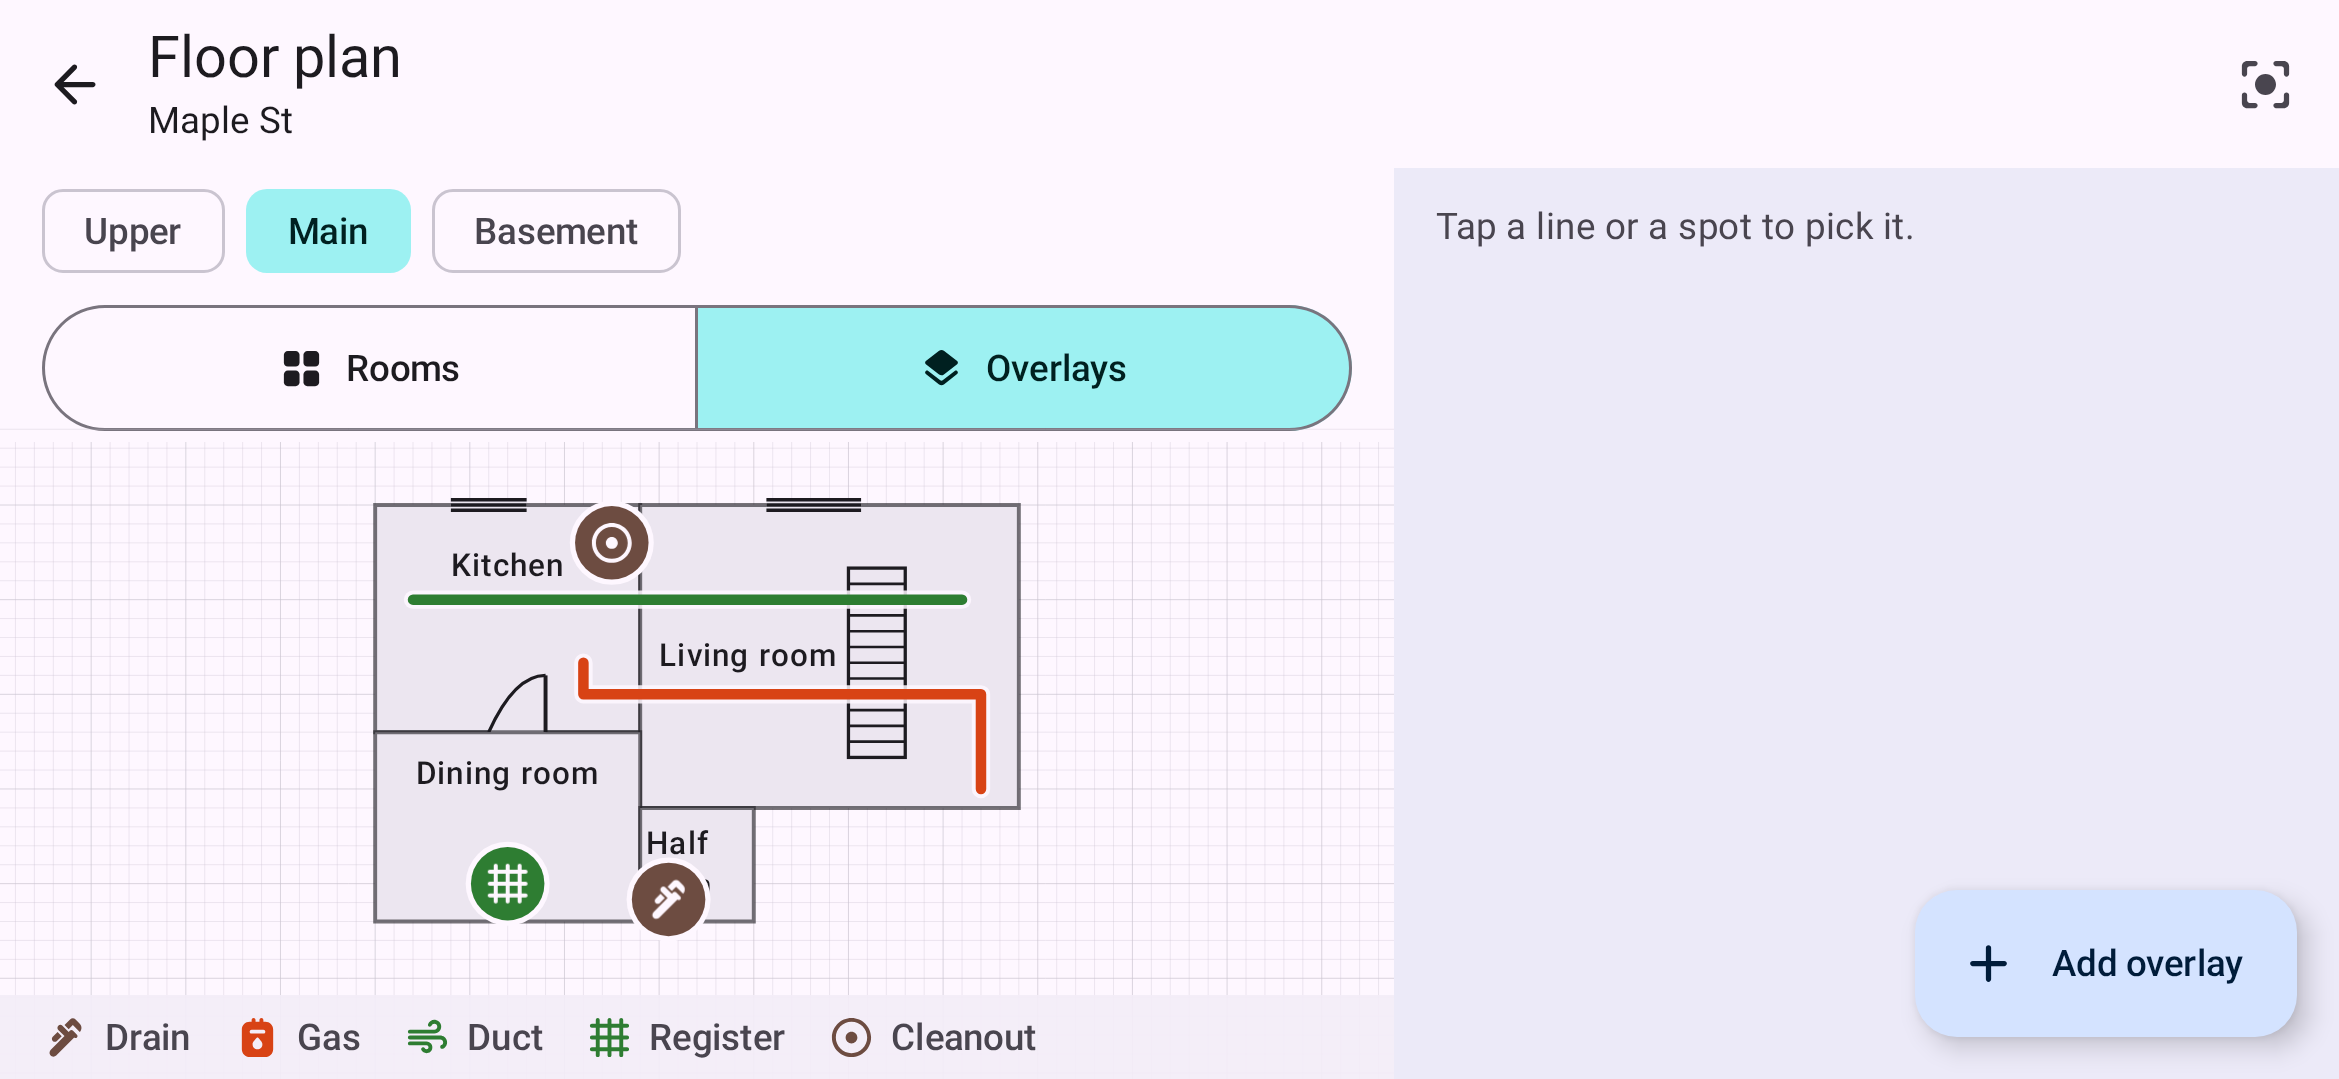 Floor plan
Maple St
Upper
Main
Basement
Rooms
Overlays
Tap a line or a spot to pick it.
Kitchen
Living room
Dining room
Half
Drain
Gas
Duct
Register
Cleanout
Add overlay